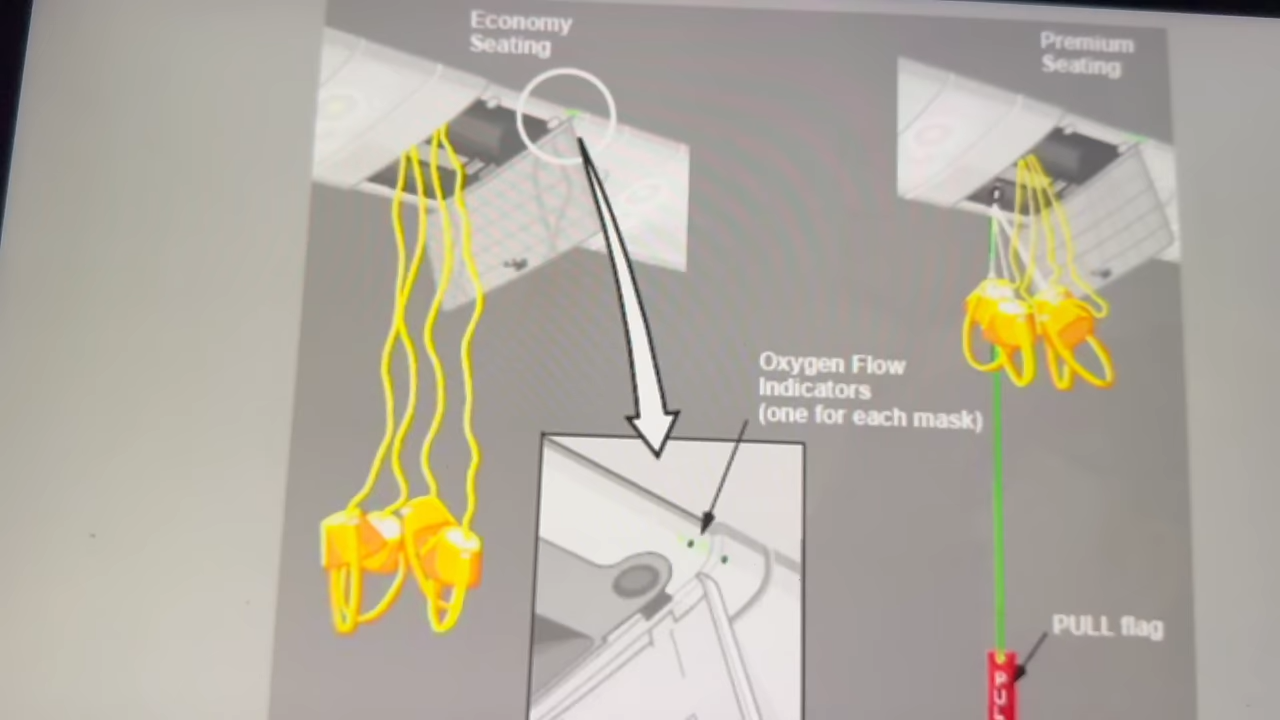 Economy
Seating
Premium
Seating
Oxygen Flow
Indicators
(one for each mask)
PULL flag
PUL